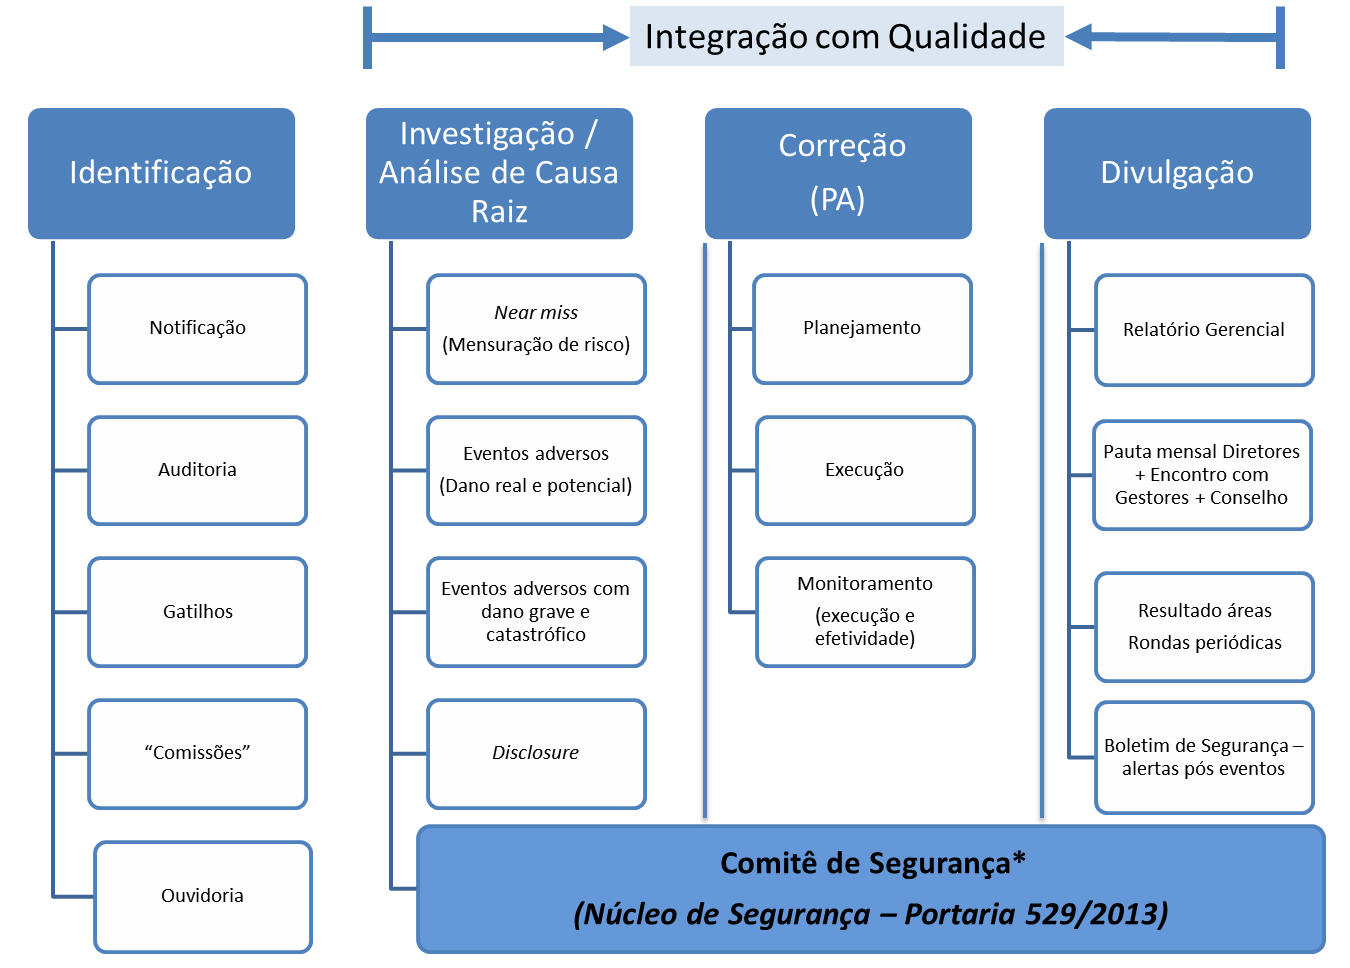 Integração com Qualidade
Identificação
Notificação
Auditoria
Gatilhos
“Comissões”
Ouvidoria
Investigação /
Análise de Causa
Raiz
Near miss
(Mensuração de risco)
Eventos adversos
(Dano real e potencial)
Eventos adversos com
dano grave e
catastrófico
Disclosure
Correção
(PA)
Planejamento
Execução
Monitoramento
(execução e
efetividade)
Divulgação
Relatório Gerencial
Pauta mensal Diretores
+ Encontro com
Gestores + Conselho
Resultado áreas
Rondas periódicas
Boletim de Segurança –
alertas pós eventos
Comitê de Segurança*
(Núcleo de Segurança – Portaria 529/2013)